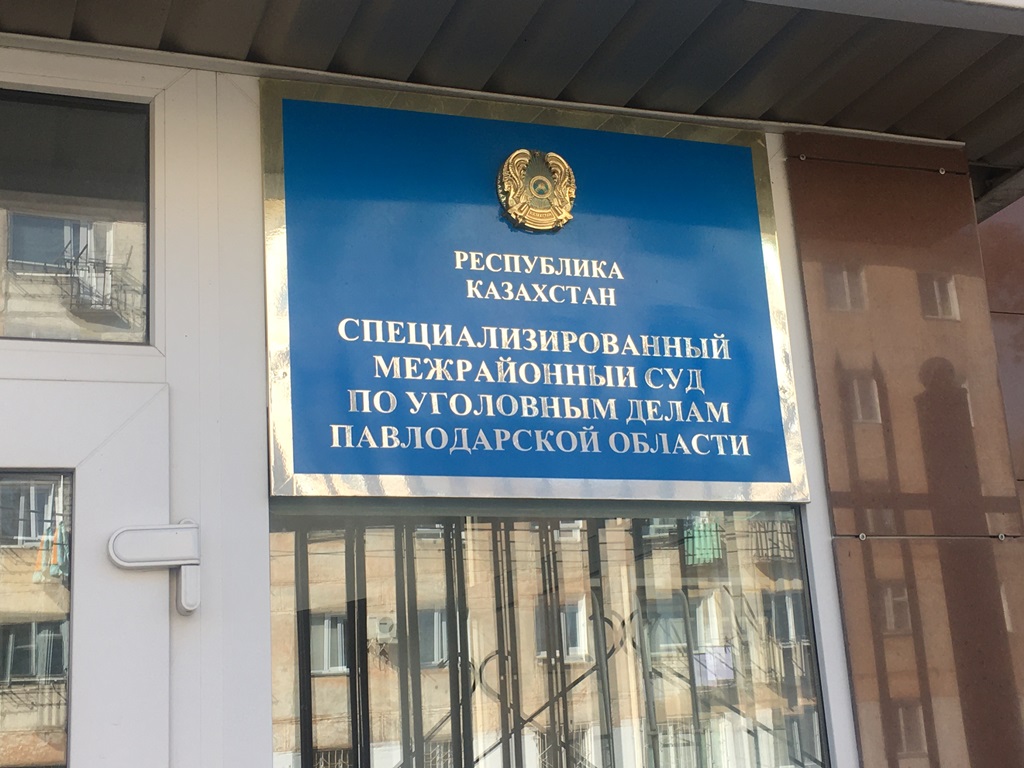 РЕСПУБЛИКА
КАЗАХСТАН
СПЕЦИАЛИЗИРОВАННЫЙ
МЕЖРАЙОННЫЙ СУД
ПО УГОЛОВНЫМ ДЕЛАМ
ПАВЛОДАРСКОЙ ОБЛАСТИ